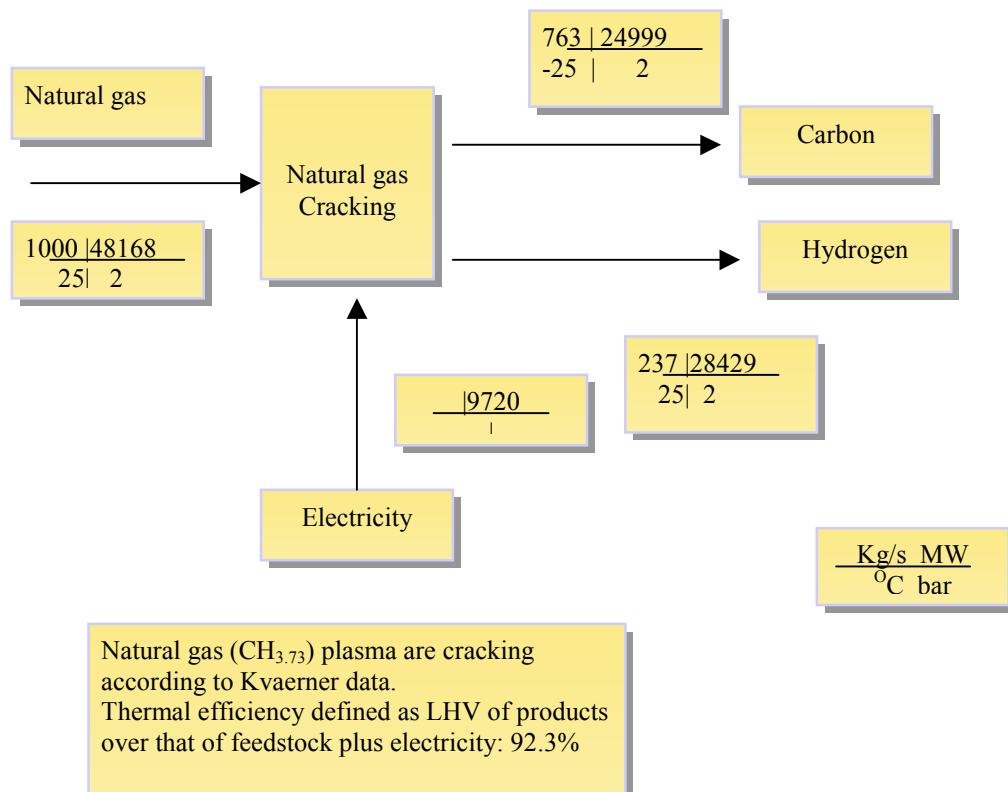 763 | 24999
-25 | 2
Natural gas
Carbon
Natural gas
Cracking
1000 |48168
25| 2
Hydrogen
237 |28429
25| 2
|9720
|
Electricity
Kg/s MW
OC bar
Natural gas (CH3.73) plasma are cracking
according to Kvaerner data.
Thermal efficiency defined as LHV of products
over that of feedstock plus electricity: 92.3%